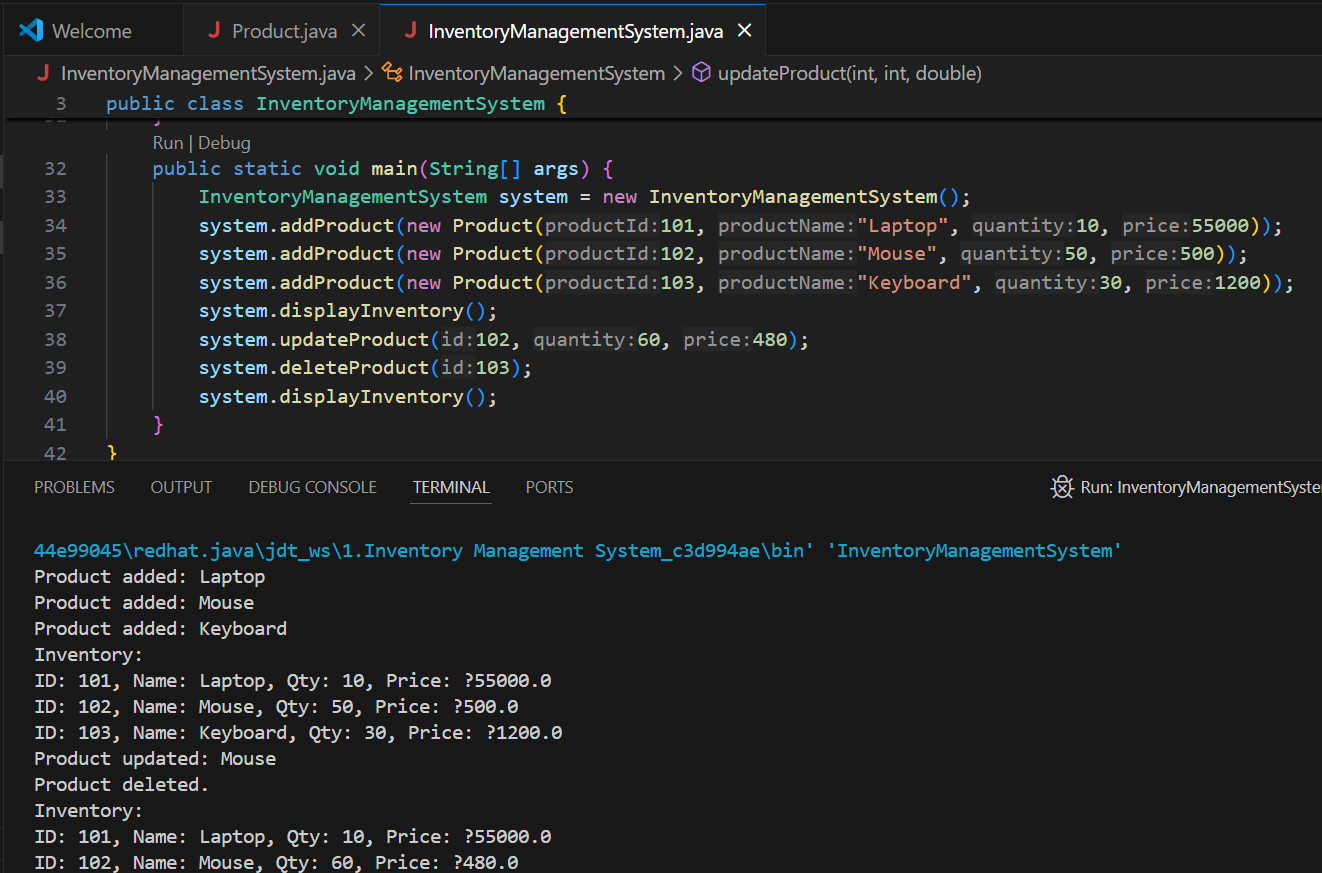 Welcome
Product.java
InventoryManagementSystem.java
InventoryManagementSystem.java > InventoryManagementSystem > updateProduct(int, int, double)
3 public class InventoryManagementSystem {
Run | Debug
32 public static void main(String[] args) {
33 InventoryManagementSystem system = new InventoryManagementSystem();
34 system.addProduct(new Product(productId:101, productName:"Laptop", quantity:10, price:55000));
35 system.addProduct(new Product(productId:102, productName:"Mouse", quantity:50, price:500));
36 system.addProduct(new Product(productId:103, productName:"Keyboard", quantity:30, price:1200));
37 system.displayInventory();
38 system.updateProduct(id:102, quantity:60, price:480);
39 system.deleteProduct(id:103);
40 system.displayInventory();
41 }
42 }
PROBLEMS OUTPUT DEBUG CONSOLE TERMINAL PORTS
Run: InventoryManagementSyste
44e99045\redhat.java\jdt_ws\1.Inventory Management System_c3d994ae\bin' 'InventoryManagementSystem'
Product added: Laptop
Product added: Mouse
Product added: Keyboard
Inventory:
ID: 101, Name: Laptop, Qty: 10, Price: ?55000.0
ID: 102, Name: Mouse, Qty: 50, Price: ?500.0
ID: 103, Name: Keyboard, Qty: 30, Price: ?1200.0
Product updated: Mouse
Product deleted.
Inventory:
ID: 101, Name: Laptop, Qty: 10, Price: ?55000.0
ID: 102, Name: Mouse, Qty: 60, Price: ?480.0